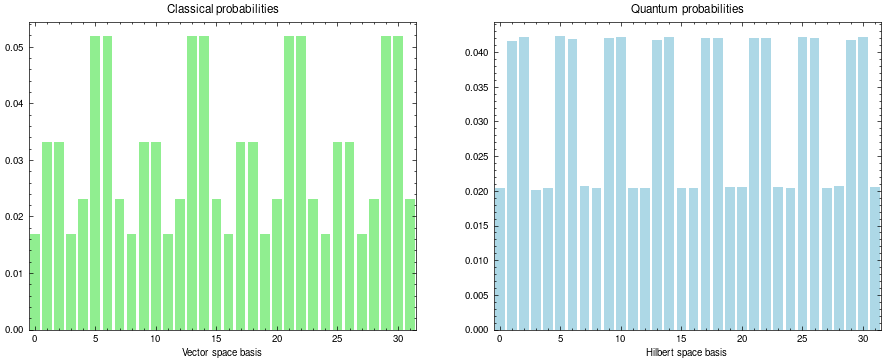 Classical probabilities
0.05
0.04
0.03
0.02
0.01
0.00
0 5 10 15 20 25 30
Vector space basis
Quantum probabilities
0.040
0.035
0.030
0.025
0.020
0.015
0.010
0.005
0.000
0 5 10 15 20 25 30
Hilbert space basis